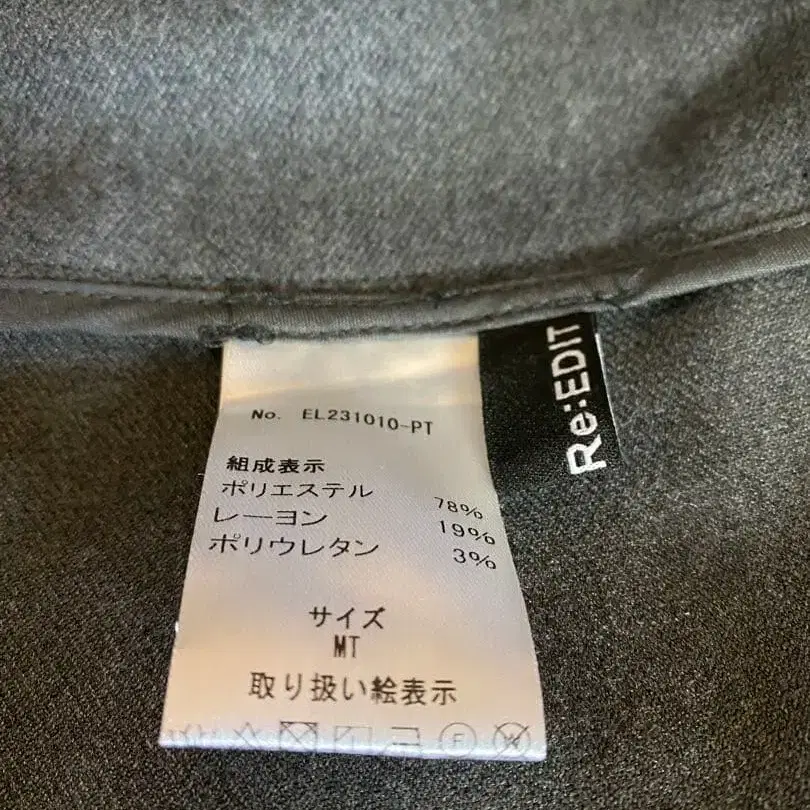 No. EL231010-PT
組成表示
ポリエステル 78%
レーヨン 19%
ポリウレタン 3%
サイズ
MT
取り扱い絵表示
F W
Re:EDIT